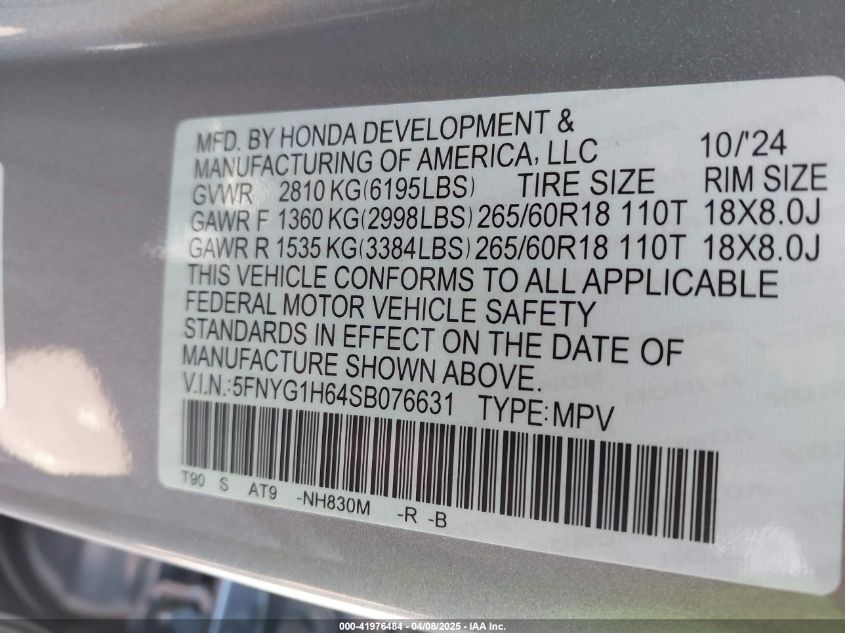 MFD. BY HONDA DEVELOPMENT &
MANUFACTURING OF AMERICA, LLC 10/'24
GVWR 2810 KG(6195LBS) TIRE SIZE RIM SIZE
GAWR F 1360 KG(2998LBS) 265/60R18 110T 18X8.0J
GAWR R 1535 KG(3384LBS) 265/60R18 110T 18X8.0J
THIS VEHICLE CONFORMS TO ALL APPLICABLE
FEDERAL MOTOR VEHICLE SAFETY
STANDARDS IN EFFECT ON THE DATE OF
MANUFACTURE SHOWN ABOVE.
V.I.N.:5FNYG1H64SB076631 TYPE:MPV
T90 S AT9 -NH830M -R -B
000-41976484 - 04/08/2025 - IAA Inc.